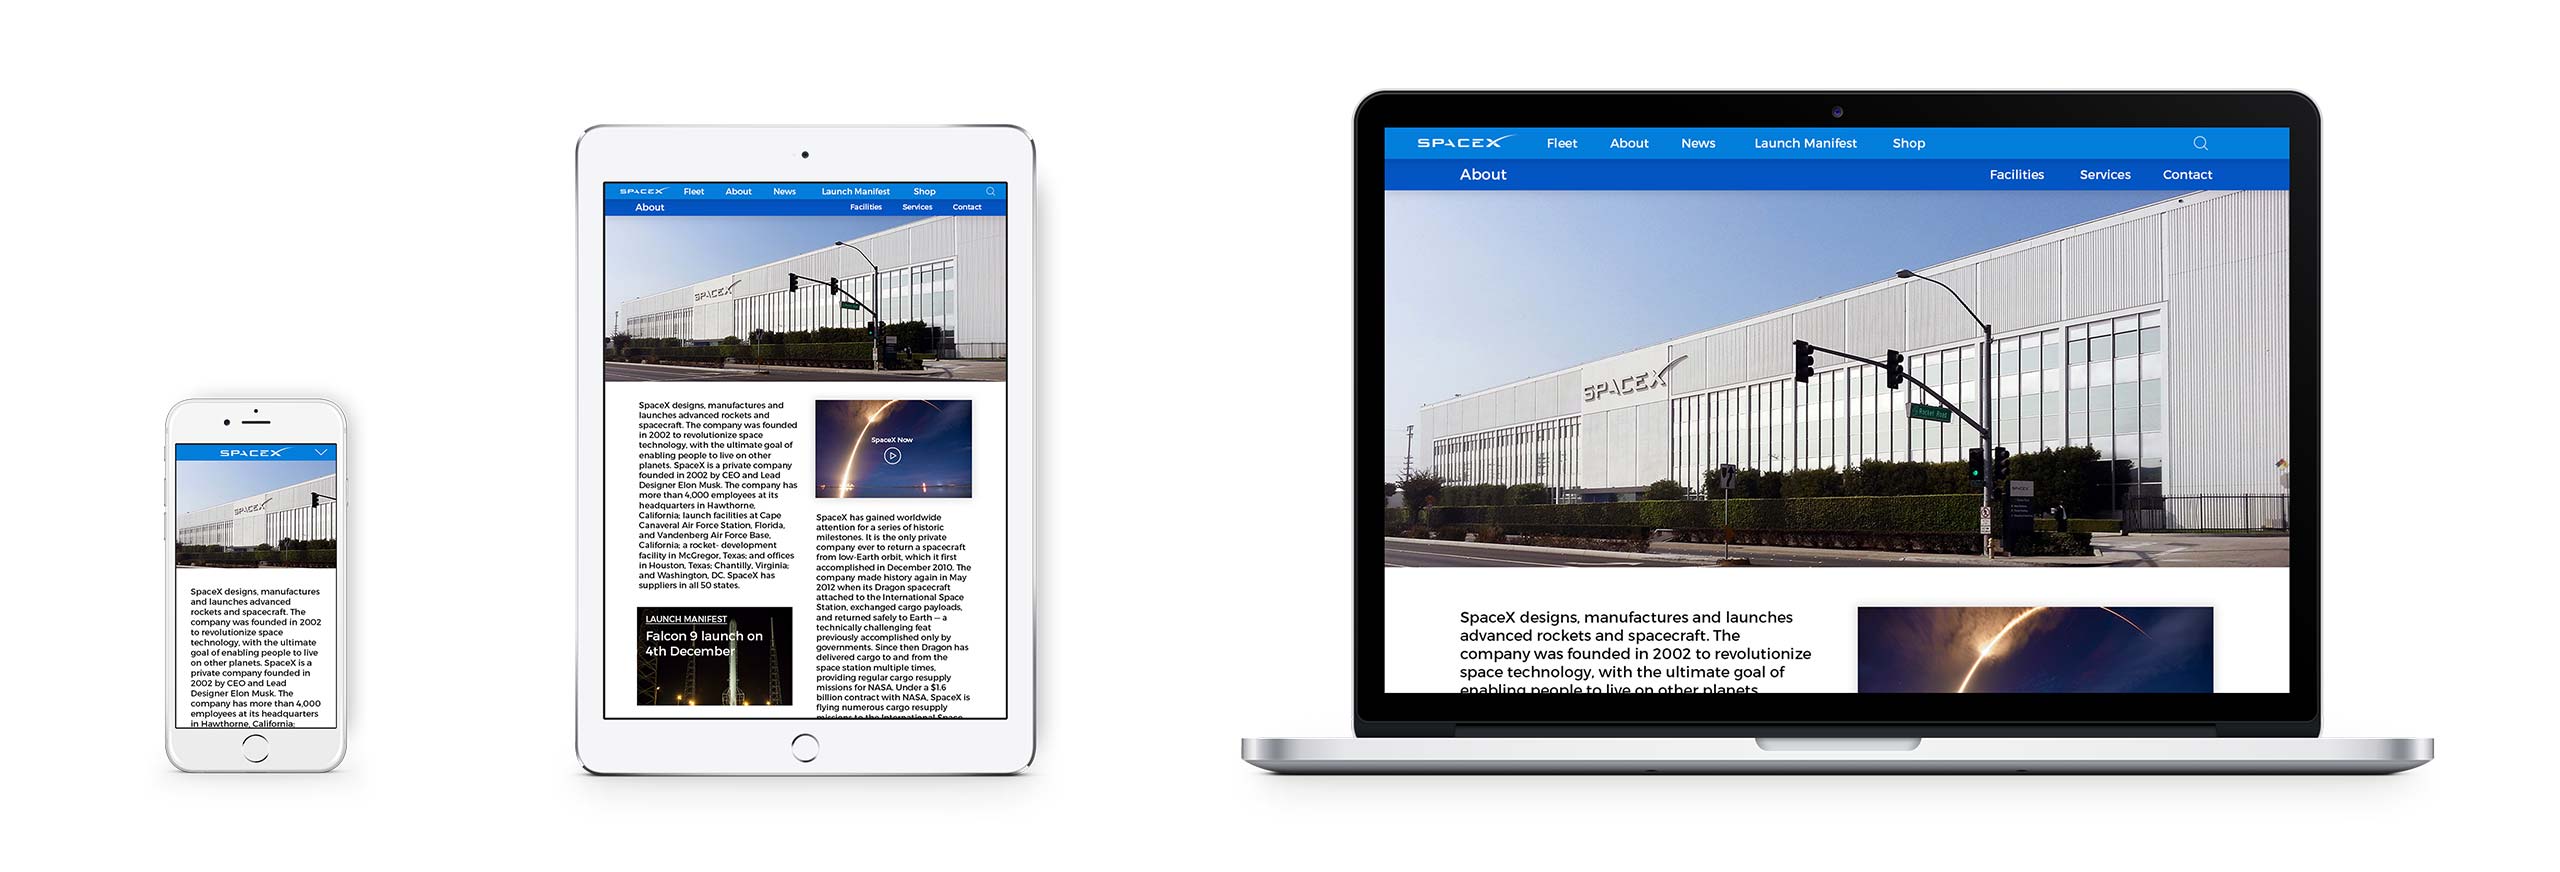 SPACEX
SPACEX
SpaceX designs, manufactures
and launches advanced
rockets and spacecraft. The
company was founded in 2002
to revolutionize space
technology, with the ultimate
goal of enabling people to live
on other planets. SpaceX is a
private company founded in
2002 by CEO and Lead
Designer Elon Musk. The
company has more than 4,000
employees at its headquarters
in Hawthorne, California;
SPACEX Fleet About News Launch Manifest Shop
About Facilities Services Contact
SPACEX
SpaceX designs, manufactures and
launches advanced rockets and
spacecraft. The company was founded
in 2002 to revolutionize space
technology, with the ultimate goal of
enabling people to live on other
planets. SpaceX is a private company
founded in 2002 by CEO and Lead
Designer Elon Musk. The company has
more than 4,000 employees at its
headquarters in Hawthorne,
California; launch facilities at Cape
Canaveral Air Force Station, Florida,
and Vandenberg Air Force Base,
California; a rocket- development
facility in McGregor, Texas; and offices
in Houston, Texas; Chantilly, Virginia;
and Washington, DC. SpaceX has
suppliers in all 50 states.
LAUNCH MANIFEST
Falcon 9 launch on
4th December
SpaceX Now
SpaceX has gained worldwide
attention for a series of historic
milestones. It is the only private
company ever to return a spacecraft
from low-Earth orbit, which it first
accomplished in December 2010. The
company made history again in May
2012 when its Dragon spacecraft
attached to the International Space
Station, exchanged cargo payloads,
and returned safely to Earth — a
technically challenging feat
previously accomplished only by
governments. Since then Dragon has
delivered cargo to and from the
space station multiple times,
providing regular cargo resupply
missions for NASA. Under a $1.6
billion contract with NASA, SpaceX is
flying numerous cargo resupply
missions to the International Space
SPACEX Fleet About News Launch Manifest Shop
About Facilities Services Contact
SPACEX
Rocket Road
SPACEX
SpaceX designs, manufactures and launches
advanced rockets and spacecraft. The
company was founded in 2002 to revolutionize
space technology, with the ultimate goal of
enabling people to live on other planets.